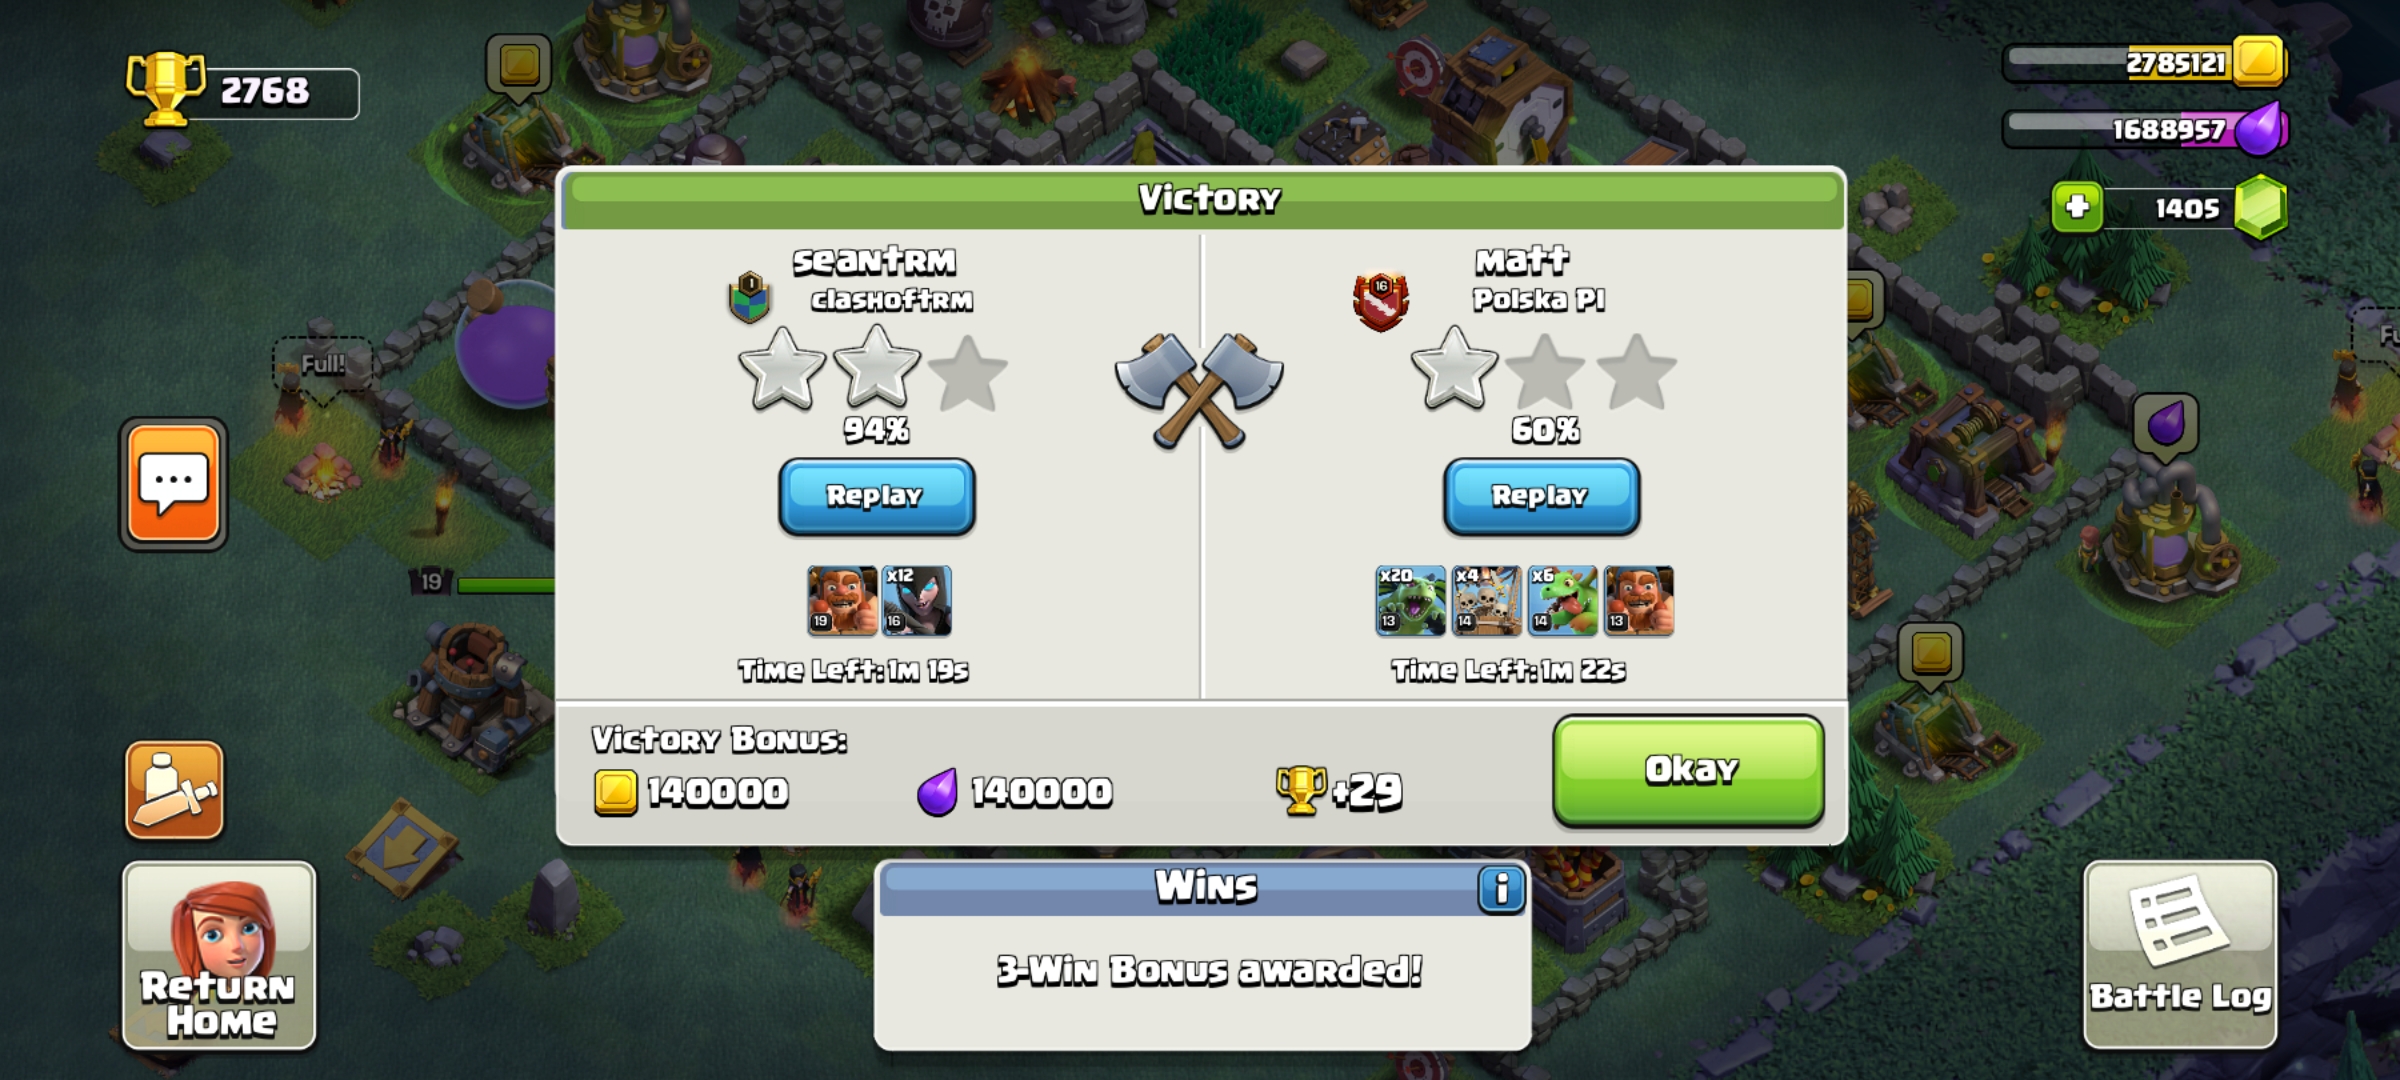 2768
2785121
1688957
1405
Full!
19
Victory
seantrm
clashoftrm
1
94%
Replay
19
x12
16
Time Left:1m 19s
Matt
Polska Pl
16
60%
Replay
x20
13
x4
14
x6
14
13
Time Left:1m 22s
Victory Bonus:
140000
140000
+29
Okay
Wins
i
3-Win Bonus awarded!
Return
Home
Battle Log